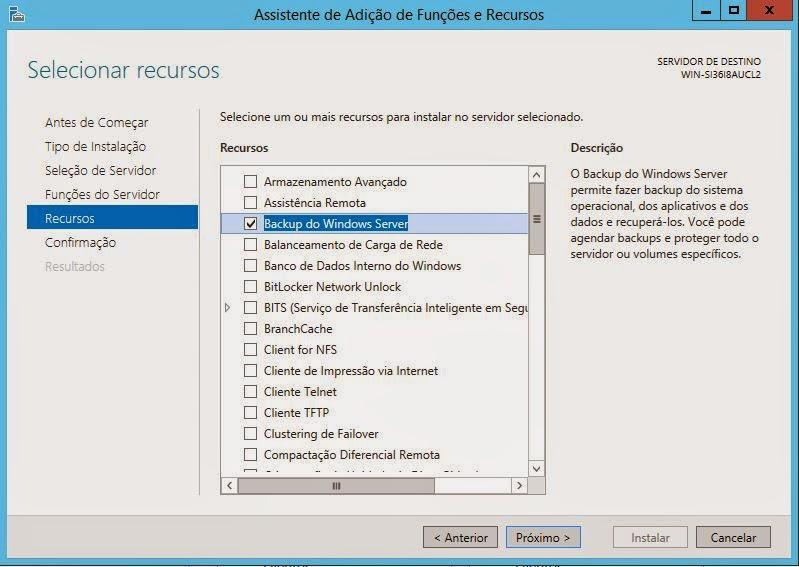 Assistente de Adição de Funções e Recursos
Selecionar recursos
SERVIDOR DE DESTINO
WIN-SI36I8AUCL2
Antes de Começar
Tipo de Instalação
Seleção de Servidor
Funções do Servidor
Recursos
Confirmação
Resultados
Selecione um ou mais recursos para instalar no servidor selecionado.
Recursos
Armazenamento Avançado
Assistência Remota
Backup do Windows Server
Balanceamento de Carga de Rede
Banco de Dados Interno do Windows
BitLocker Network Unlock
BITS (Serviço de Transferência Inteligente em Segu
BranchCache
Client for NFS
Cliente de Impressão via Internet
Cliente Telnet
Cliente TFTP
Clustering de Failover
Compactação Diferencial Remota
Descrição
O Backup do Windows Server
permite fazer backup do sistema
operacional, dos aplicativos e dos
dados e recuperá-los. Você pode
agendar backups e proteger todo o
servidor ou volumes específicos.
< Anterior
Próximo >
Instalar
Cancelar